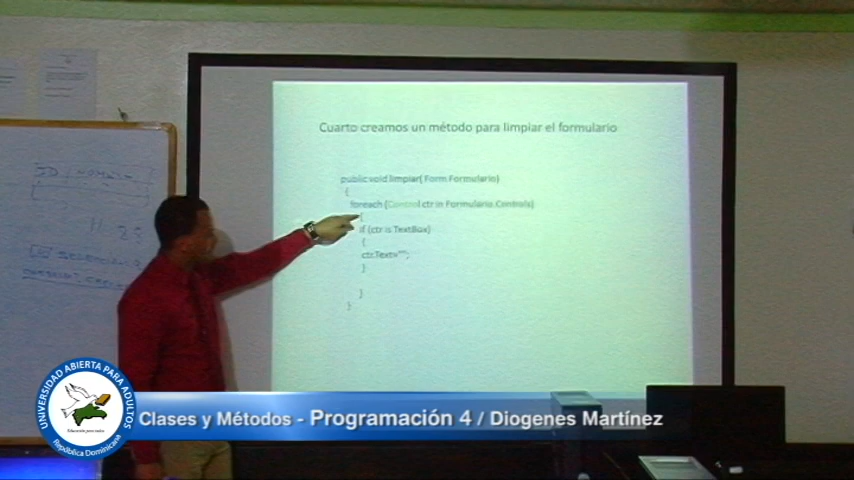 Cuarto creamos un método para limpiar el formulario
public void limpiar( Form Formulario)
{
foreach (Control ctr in Formulario.Controls)
{
if (ctr is TextBox)
{
ctr.Text="";
}
}
}
UNIVERSIDAD ABIERTA PARA ADULTOS
República Dominicana
Clases y Métodos - Programación 4 / Diogenes Martínez